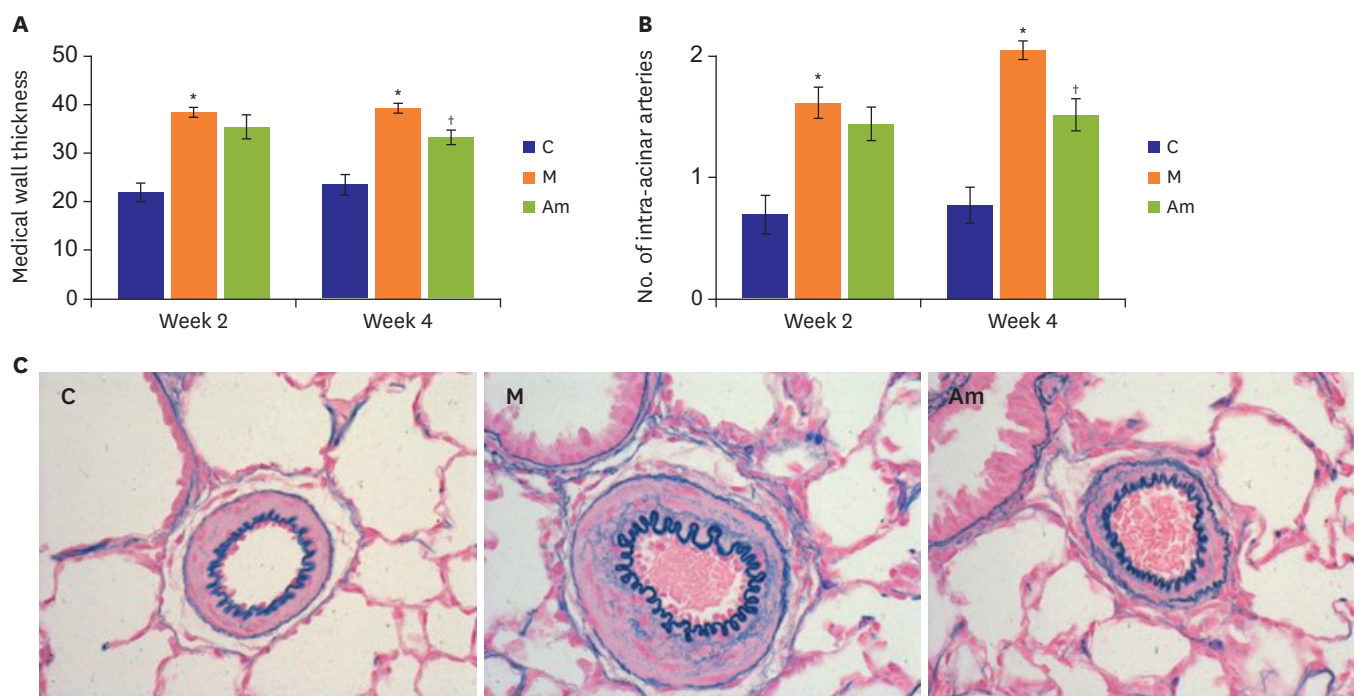 A
Medical wall thickness
50
40
30
20
10
0
*
*
†
Week 2
Week 4
C
M
Am
B
No. of intra-acinar arteries
2
1
0
*
*
†
Week 2
Week 4
C
M
Am
C
C
M
Am